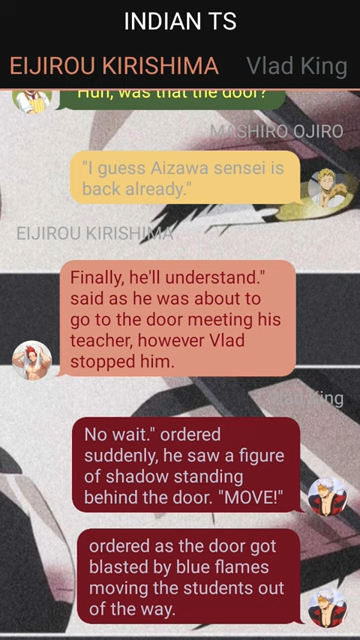 INDIAN TS
EIJIROU KIRISHIMA Vlad King
Huh, was that the door?
MASHIRO OJIRO
"I guess Aizawa sensei is
back already."
EIJIROU KIRISHIMA
Finally, he'll understand."
said as he was about to
go to the door meeting his
teacher, however Vlad
stopped him.
Vlad King
No wait." ordered
suddenly, he saw a figure
of shadow standing
behind the door. "MOVE!"
ordered as the door got
blasted by blue flames
moving the students out
of the way.